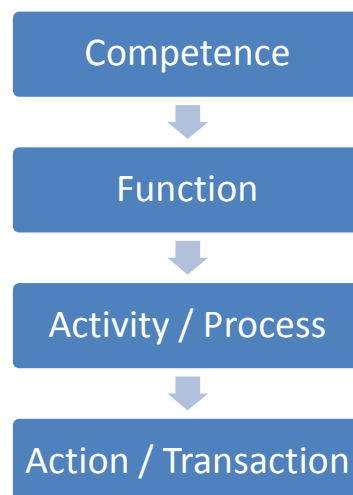 Competence
Function
Activity / Process
Action / Transaction